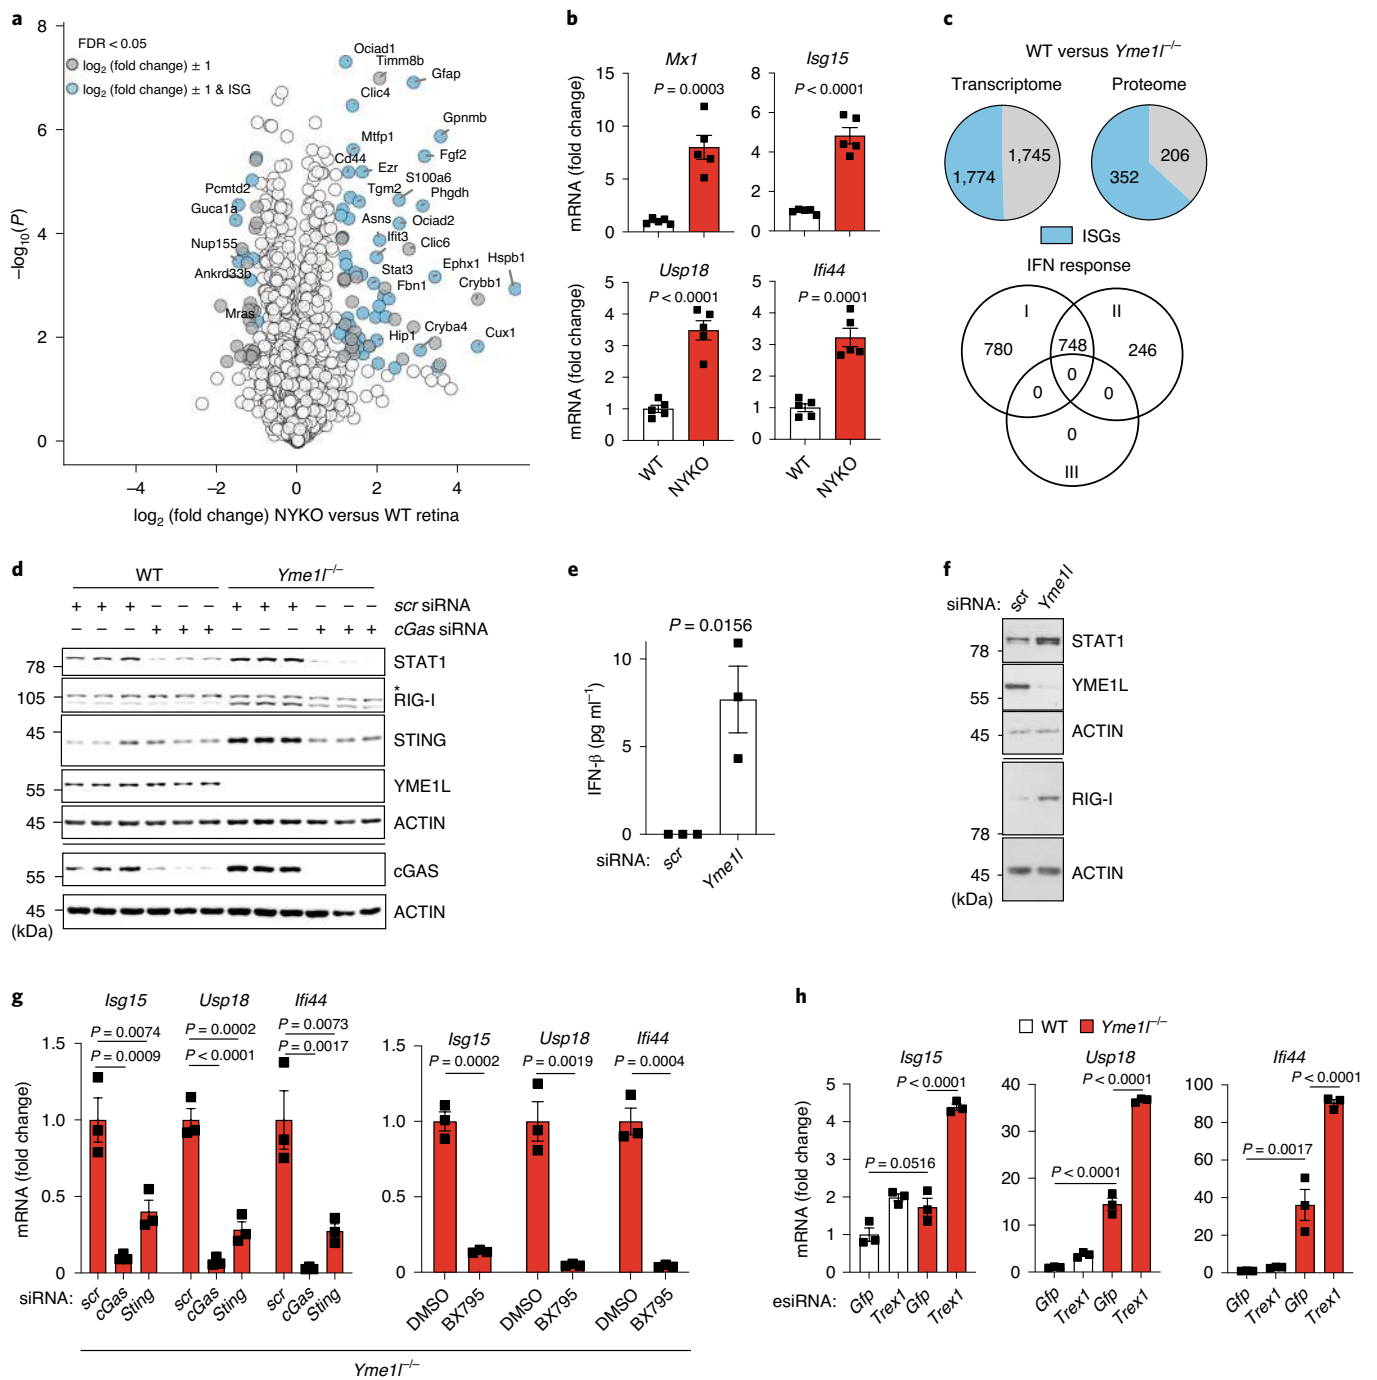 a
8
6
4
2
0
–log10(P)
–4 –2 0 2 4
log2 (fold change) NYKO versus WT retina
FDR < 0.05
log2 (fold change) ± 1
log2 (fold change) ± 1 & ISG
Ociad1
Timm8b
Gfap
Clic4
Gpnmb
Mtfp1
Fgf2
Cd44
Ezr
S100a6
Pcmtd2
Tgm2
Phgdh
Guca1a
Asns
Ociad2
Nup155
Ifit3
Clic6
Ankrd33b
Stat3
Ephx1
Hspb1
Fbn1
Crybb1
Mras
Hip1
Cryba4
Cux1
b
Mx1
P = 0.0003
15
10
5
0
mRNA (fold change)
Isg15
P < 0.0001
8
6
4
2
0
Usp18
P < 0.0001
5
4
3
2
1
0
mRNA (fold change)
WT NYKO
Ifi44
P = 0.0001
5
4
3
2
1
0
WT NYKO
c
WT versus Yme1l–/–
Transcriptome Proteome
1,745
1,774
206
352
ISGs
IFN response
I II
780 748 246
0
0 0
0
III
d
WT Yme1l–/–
+ + + – – – + + + – – – scr siRNA
– – – + + + – – – + + + cGas siRNA
78 STAT1
*
105 RIG-I
45 STING
55 YME1L
45 ACTIN
55 cGAS
45 ACTIN
(kDa)
e
P = 0.0156
10
5
0
IFN-β (pg ml–1)
siRNA: scr Yme1l
f
siRNA: scr Yme1l
STAT1
78
YME1L
55
45 ACTIN
RIG-I
78
45 ACTIN
(kDa)
g
Isg15 Usp18 Ifi44
P = 0.0074 P = 0.0002 P = 0.0073
P = 0.0009 P < 0.0001 P = 0.0017
1.5
1.0
0.5
0
mRNA (fold change)
siRNA: scr cGas Sting scr cGas Sting scr cGas Sting
Isg15 Usp18 Ifi44
P = 0.0002 P = 0.0019 P = 0.0004
1.5
1.0
0.5
0
DMSO BX795 DMSO BX795 DMSO BX795
Yme1l–/–
h
WT Yme1l–/–
Isg15
P < 0.0001
P = 0.0516
5
4
3
2
1
0
mRNA (fold change)
esiRNA: Gfp Trex1 Gfp Trex1
Usp18
P < 0.0001
P < 0.0001
40
30
20
10
0
Gfp Trex1 Gfp Trex1
Ifi44
P < 0.0001
P = 0.0017
100
80
60
40
20
0
Gfp Trex1 Gfp Trex1